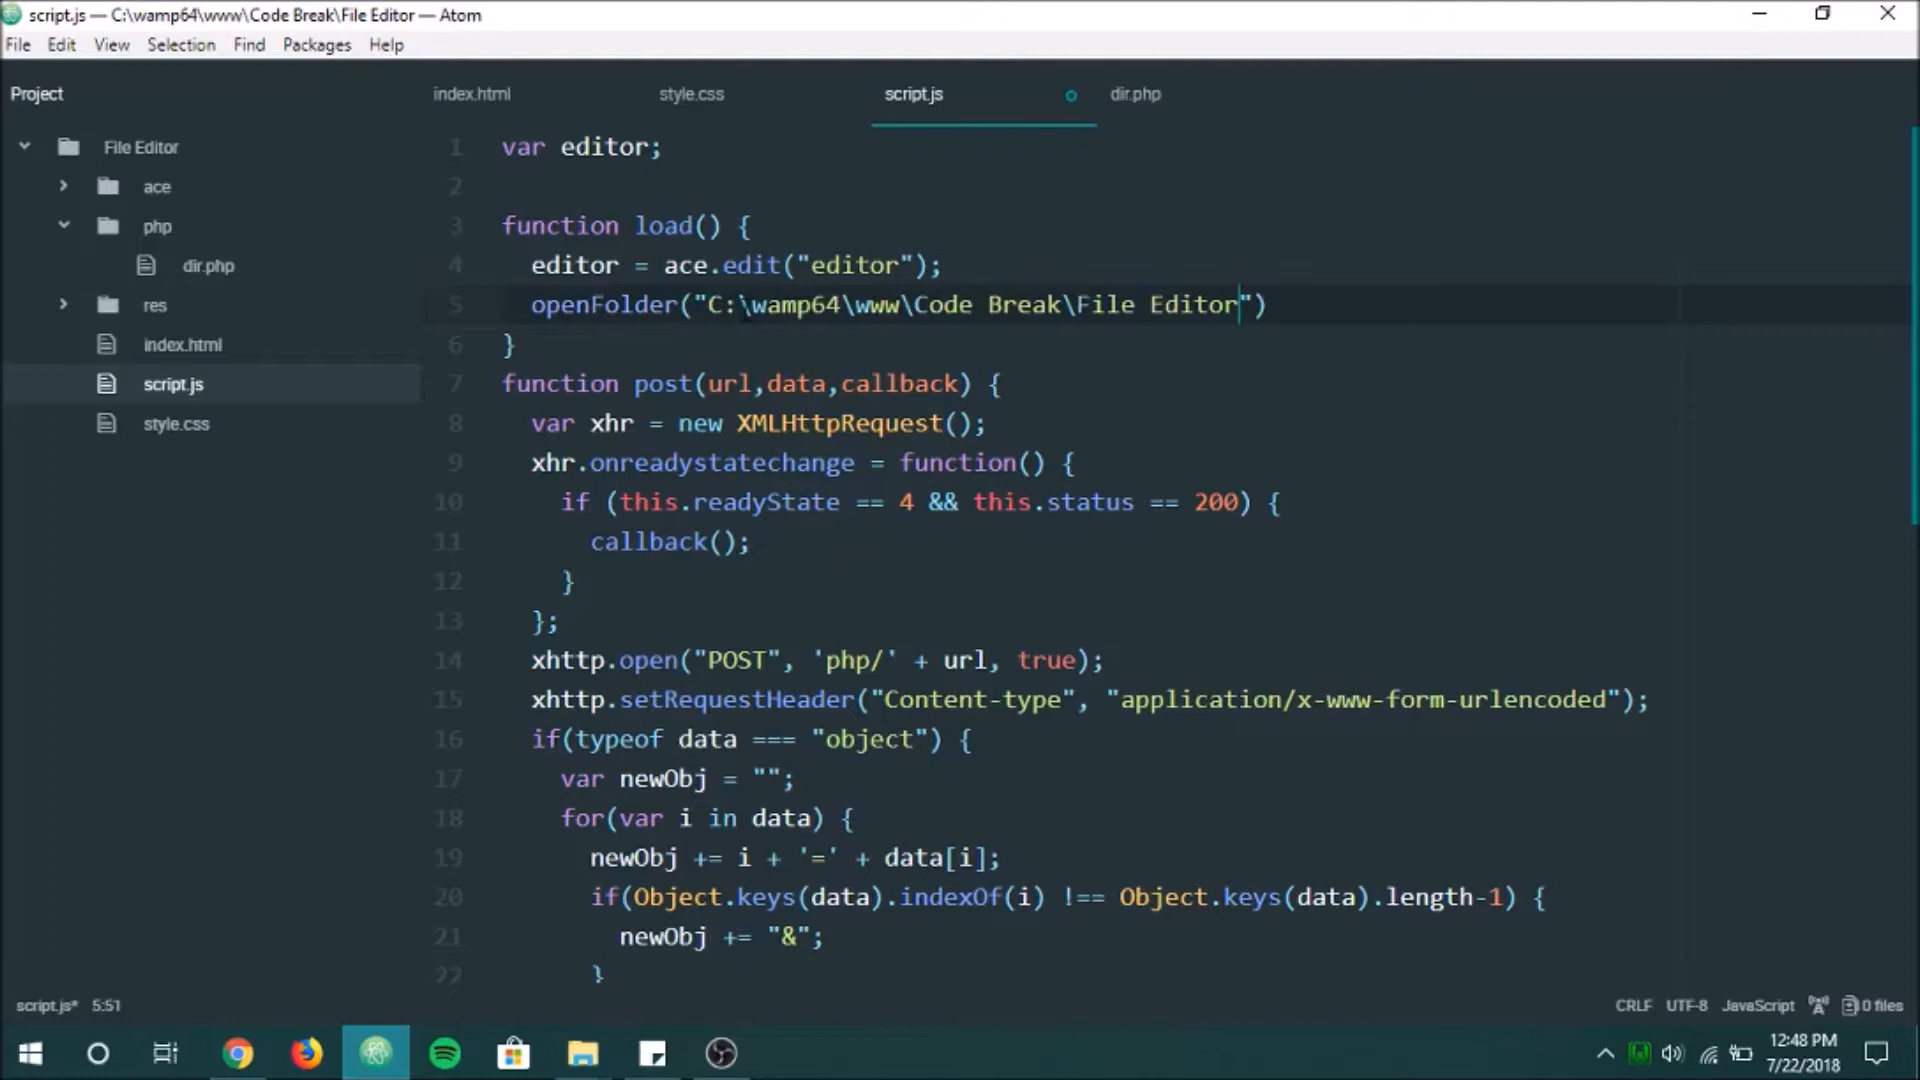 script.js — C:\wamp64\www\Code Break\File Editor — Atom
File Edit View Selection Find Packages Help
Project
index.html style.css script.js dir.php
File Editor
ace
php
dir.php
res
index.html
script.js
style.css
1 var editor;
2
3 function load() {
4 editor = ace.edit("editor");
5 openFolder("C:\wamp64\www\Code Break\File Editor")
6 }
7 function post(url,data,callback) {
8 var xhr = new XMLHttpRequest();
9 xhr.onreadystatechange = function() {
10 if (this.readyState == 4 && this.status == 200) {
11 callback();
12 }
13 };
14 xhttp.open("POST", 'php/' + url, true);
15 xhttp.setRequestHeader("Content-type", "application/x-www-form-urlencoded");
16 if(typeof data === "object") {
17 var newObj = "";
18 for(var i in data) {
19 newObj += i + '=' + data[i];
20 if(Object.keys(data).indexOf(i) !== Object.keys(data).length-1) {
21 newObj += "&";
22 }
script.js* 5:51
CRLF UTF-8 JavaScript 0 files
12:48 PM
7/22/2018